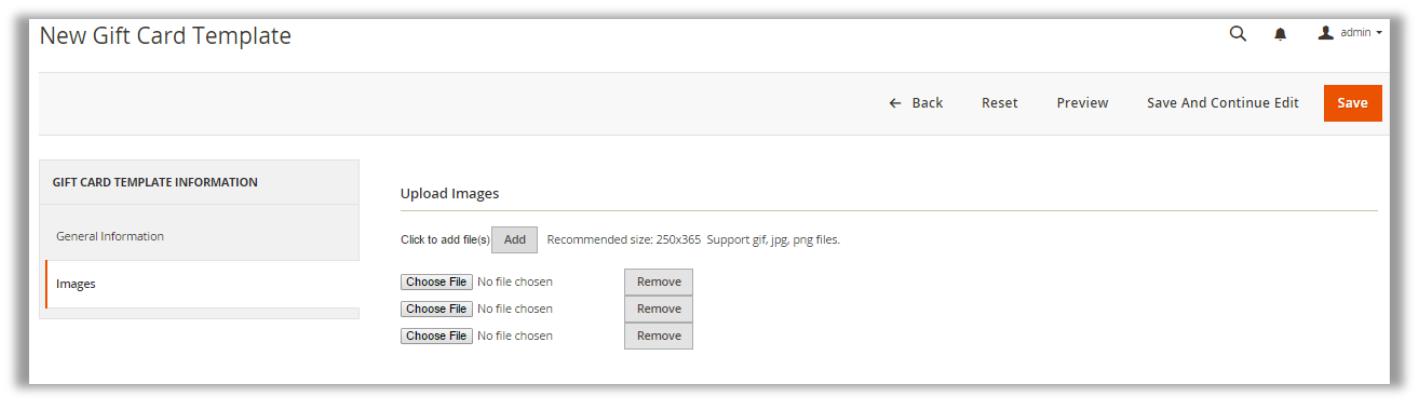 New Gift Card Template
admin
← Back Reset Preview Save And Continue Edit Save
GIFT CARD TEMPLATE INFORMATION
General Information
Images
Upload Images
Click to add file(s) Add Recommended size: 250x365 Support gif, jpg, png files.
Choose File No file chosen Remove
Choose File No file chosen Remove
Choose File No file chosen Remove